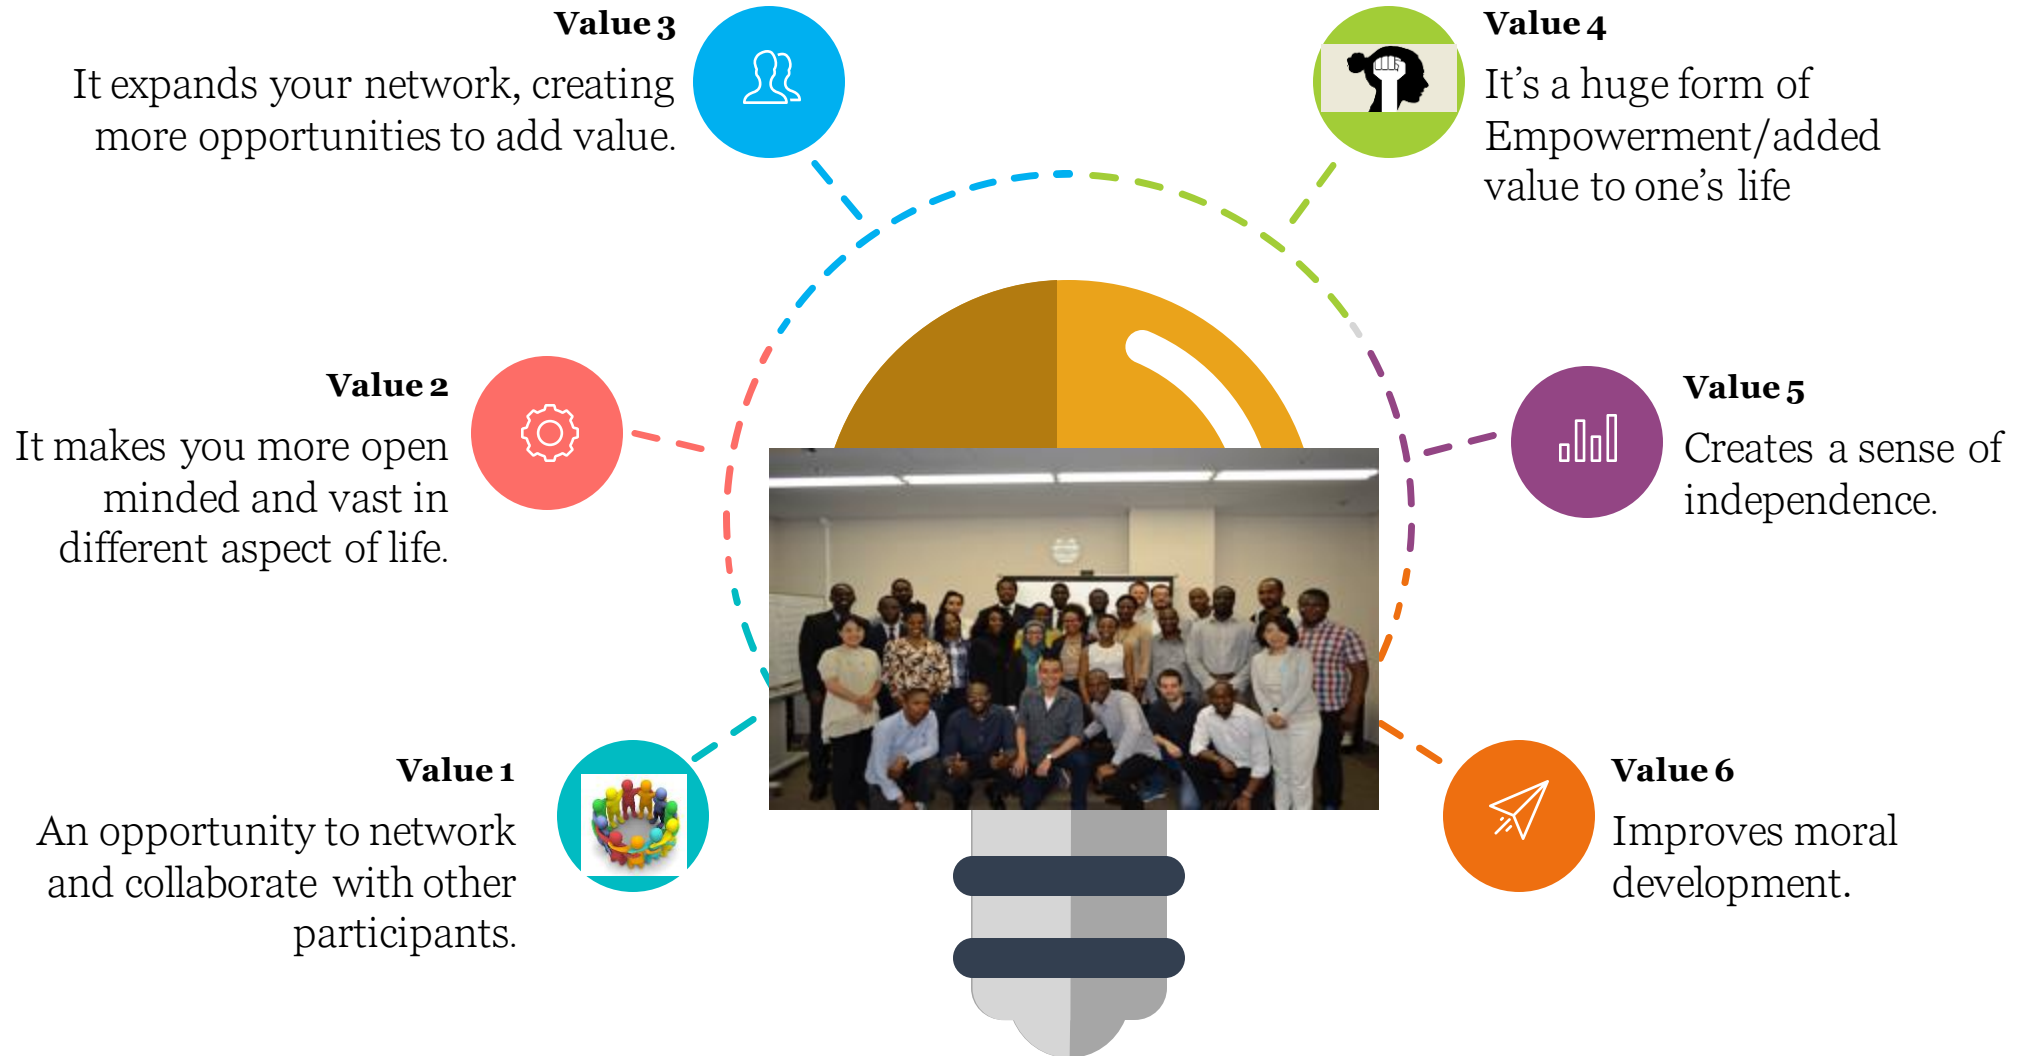 Value 3
It expands your network, creating
more opportunities to add value.
Value 4
It’s a huge form of
Empowerment/added
value to one’s life
Value 2
It makes you more open
minded and vast in
different aspect of life.
Value 5
Creates a sense of
independence.
Value 1
An opportunity to network
and collaborate with other
participants.
Value 6
Improves moral
development.